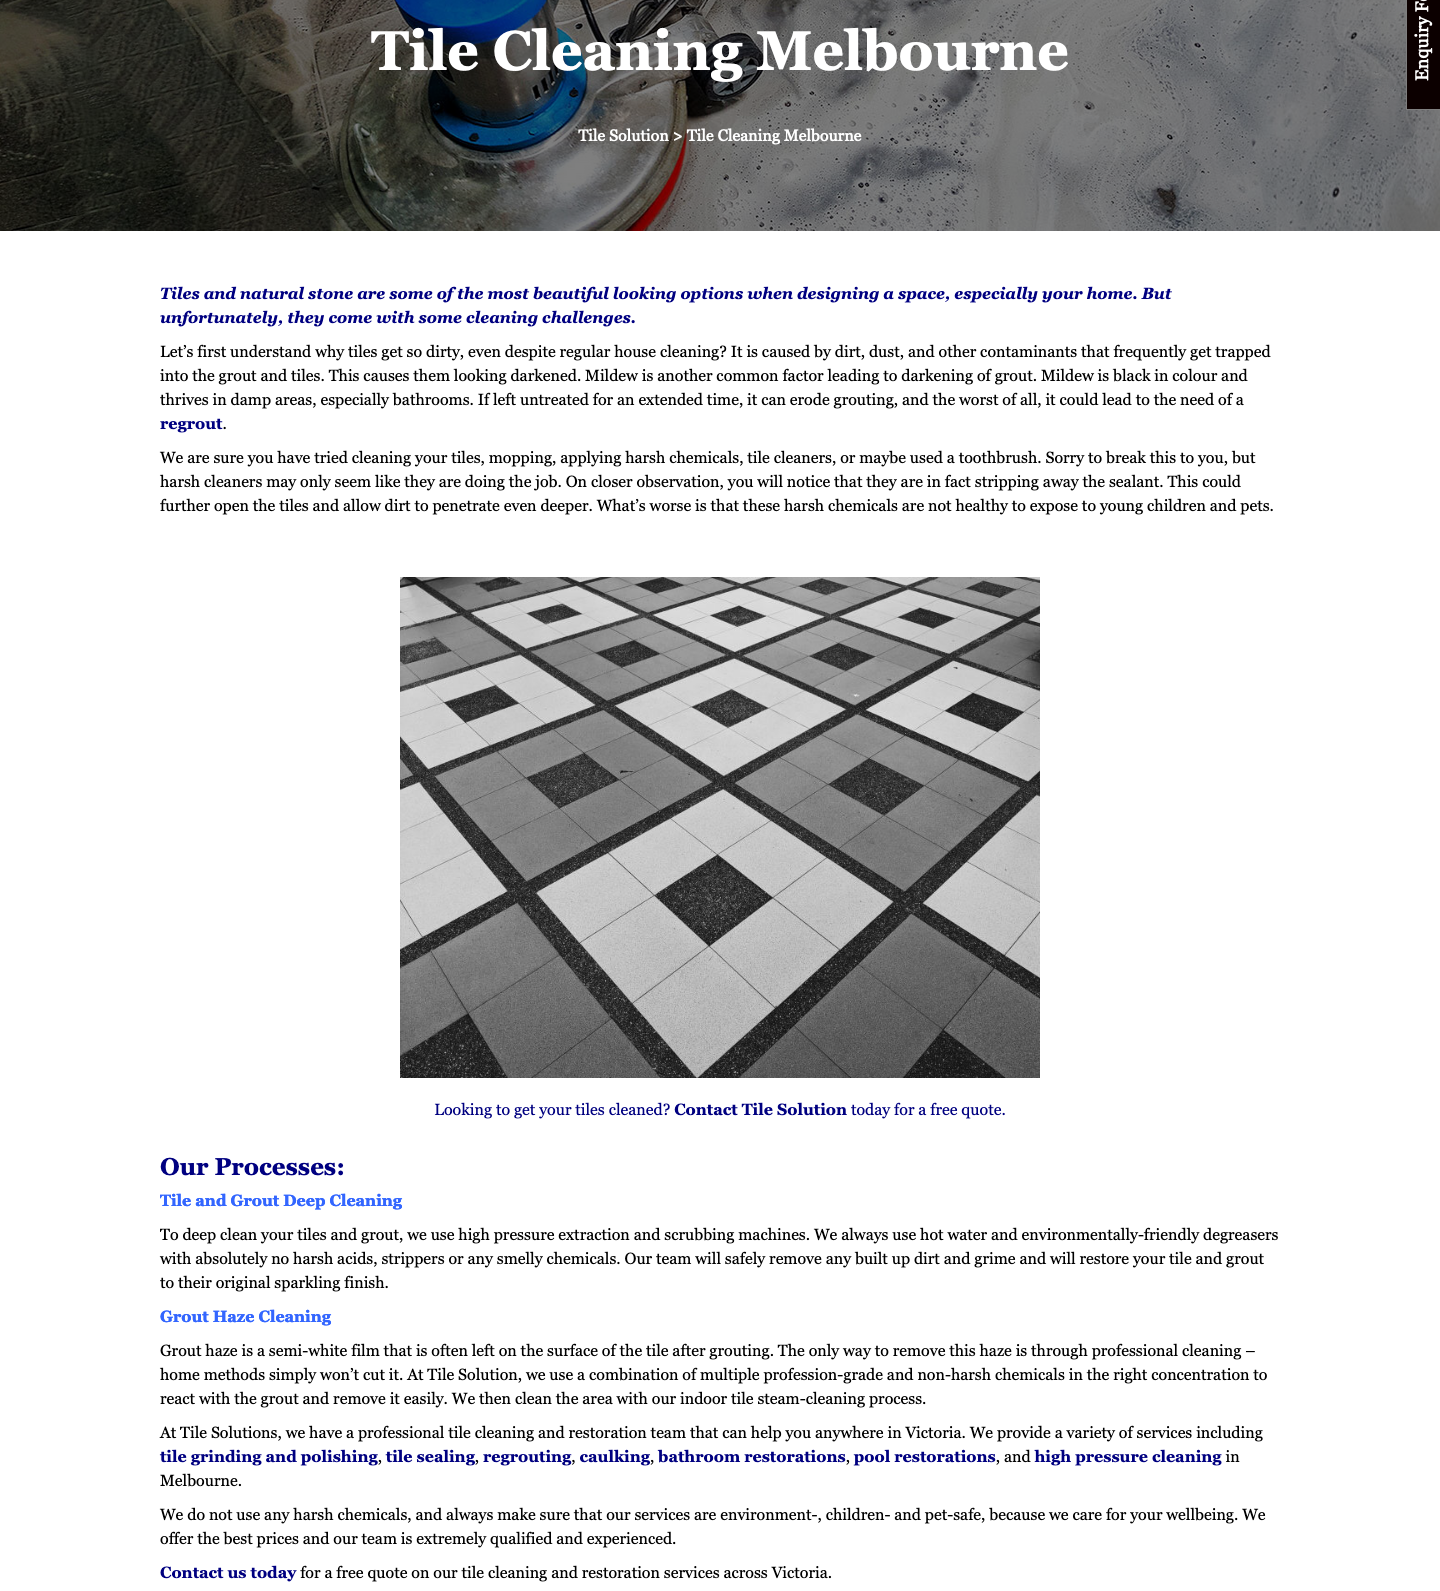 Tile Cleaning Melbourne
Enquiry F
Tile Solution > Tile Cleaning Melbourne
Tiles and natural stone are some of the most beautiful looking options when designing a space, especially your home. But
unfortunately, they come with some cleaning challenges.
Let’s first understand why tiles get so dirty, even despite regular house cleaning? It is caused by dirt, dust, and other contaminants that frequently get trapped
into the grout and tiles. This causes them looking darkened. Mildew is another common factor leading to darkening of grout. Mildew is black in colour and
thrives in damp areas, especially bathrooms. If left untreated for an extended time, it can erode grouting, and the worst of all, it could lead to the need of a
regrout.
We are sure you have tried cleaning your tiles, mopping, applying harsh chemicals, tile cleaners, or maybe used a toothbrush. Sorry to break this to you, but
harsh cleaners may only seem like they are doing the job. On closer observation, you will notice that they are in fact stripping away the sealant. This could
further open the tiles and allow dirt to penetrate even deeper. What’s worse is that these harsh chemicals are not healthy to expose to young children and pets.
Looking to get your tiles cleaned? Contact Tile Solution today for a free quote.
Our Processes:
Tile and Grout Deep Cleaning
To deep clean your tiles and grout, we use high pressure extraction and scrubbing machines. We always use hot water and environmentally-friendly degreasers
with absolutely no harsh acids, strippers or any smelly chemicals. Our team will safely remove any built up dirt and grime and will restore your tile and grout
to their original sparkling finish.
Grout Haze Cleaning
Grout haze is a semi-white film that is often left on the surface of the tile after grouting. The only way to remove this haze is through professional cleaning –
home methods simply won’t cut it. At Tile Solution, we use a combination of multiple profession-grade and non-harsh chemicals in the right concentration to
react with the grout and remove it easily. We then clean the area with our indoor tile steam-cleaning process.
At Tile Solutions, we have a professional tile cleaning and restoration team that can help you anywhere in Victoria. We provide a variety of services including
tile grinding and polishing, tile sealing, regrouting, caulking, bathroom restorations, pool restorations, and high pressure cleaning in
Melbourne.
We do not use any harsh chemicals, and always make sure that our services are environment-, children- and pet-safe, because we care for your wellbeing. We
offer the best prices and our team is extremely qualified and experienced.
Contact us today for a free quote on our tile cleaning and restoration services across Victoria.